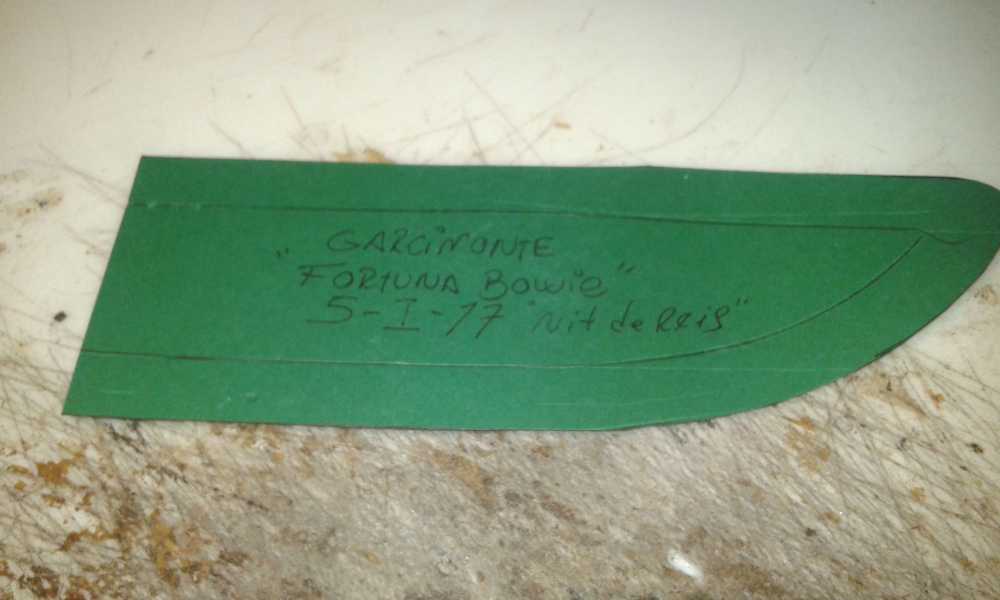 "GARCIMONTE
FORTUNA Bowie"
5-I-17 "Nit de Reis"